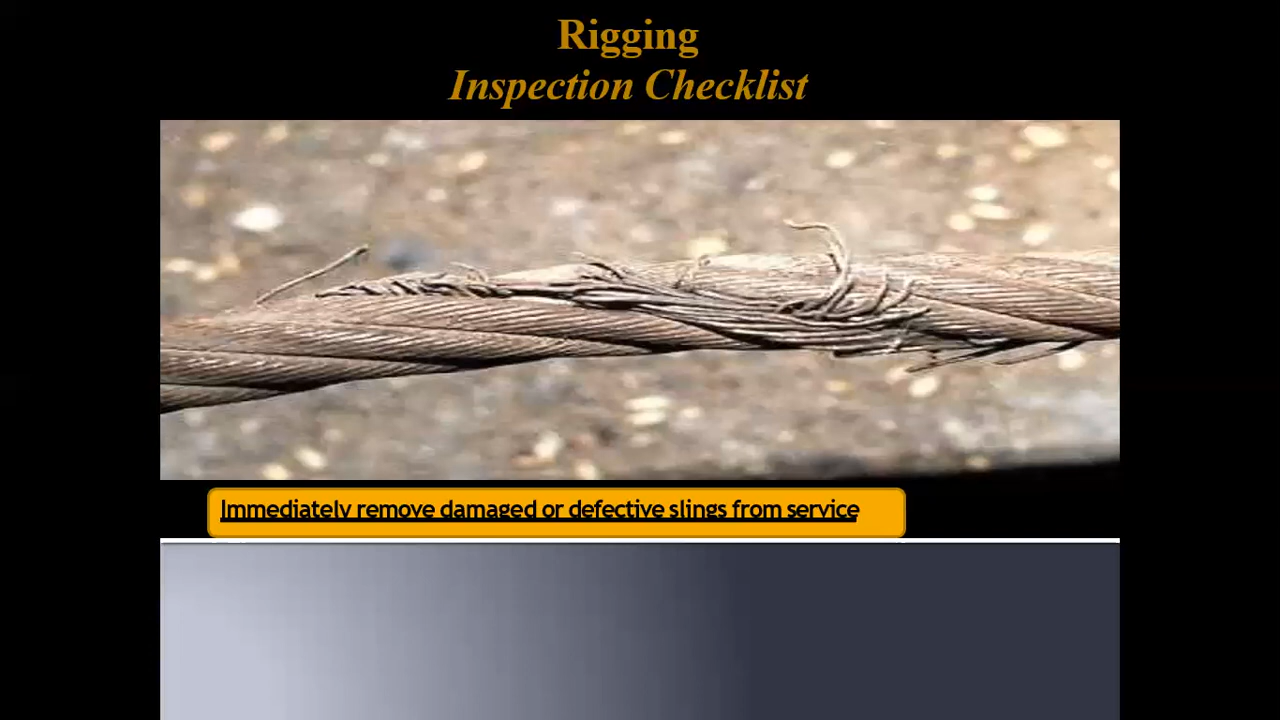 Rigging
Inspection Checklist
Immediately remove damaged or defective slings from service